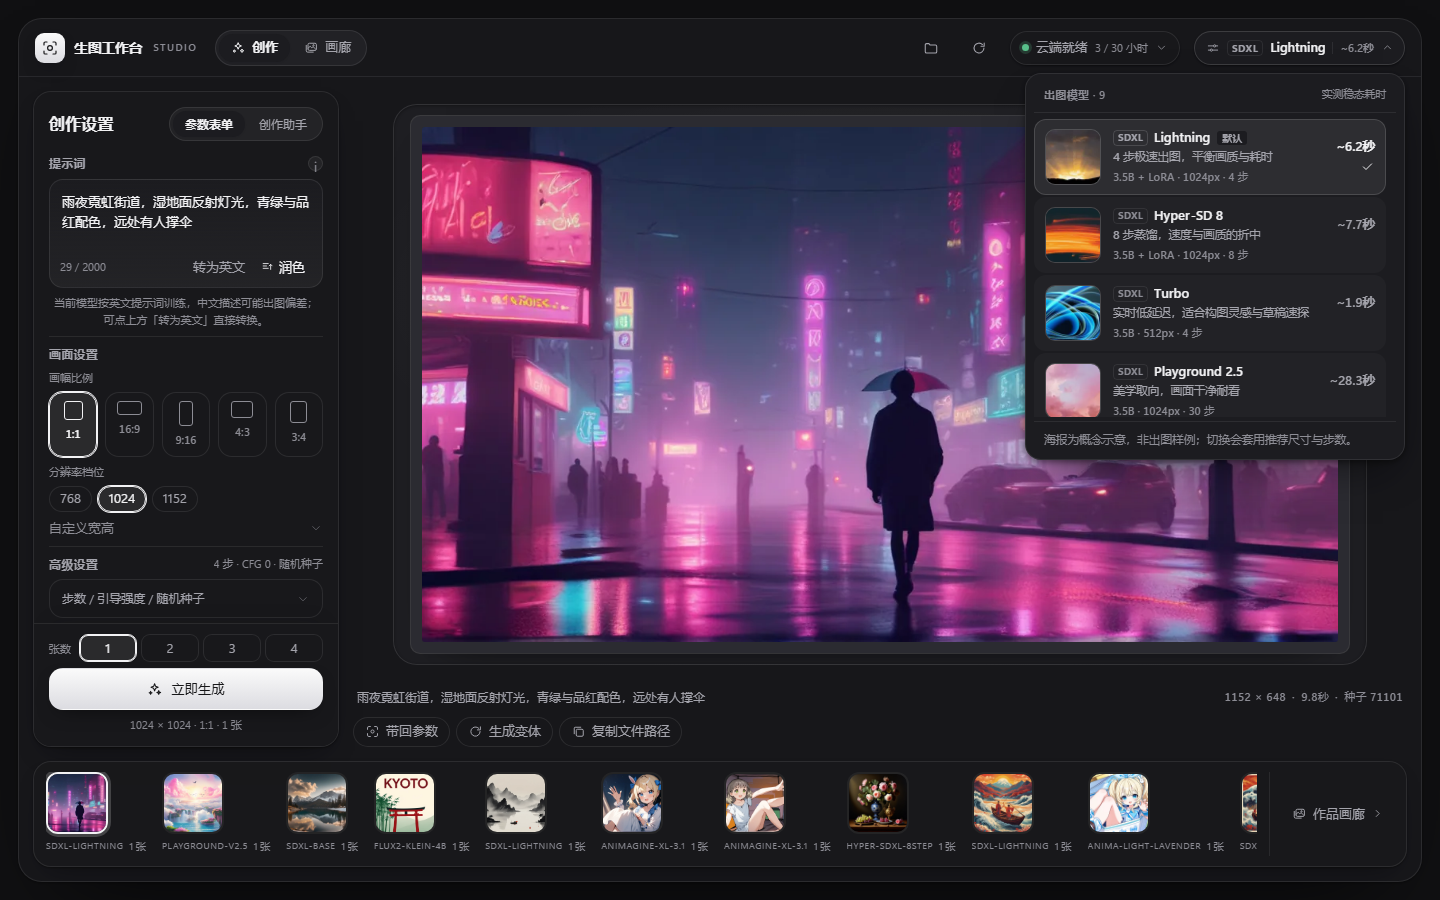 生图工作台 STUDIO
创作
画廊
云端就绪 3 / 30 小时
SDXL Lightning ~6.2秒
创作设置
参数表单
创作助手
提示词
雨夜霓虹街道，湿地面反射灯光，青绿与品
红配色，远处有人撑伞
29 / 2000
转为英文
润色
当前模型按英文提示词训练，中文描述可能出图偏差；
可点上方「转为英文」直接转换。
画面设置
画幅比例
1:1
16:9
9:16
4:3
3:4
分辨率档位
768
1024
1152
自定义宽高
高级设置
4 步 · CFG 0 · 随机种子
步数 / 引导强度 / 随机种子
张数
1
2
3
4
立即生成
1024 × 1024 · 1:1 · 1 张
出图模型 · 9
实测稳态耗时
SDXL Lightning 默认
~6.2秒
4 步极速出图，平衡画质与耗时
3.5B + LoRA · 1024px · 4 步
SDXL Hyper-SD 8
~7.7秒
8 步蒸馏，速度与画质的折中
3.5B + LoRA · 1024px · 8 步
SDXL Turbo
~1.9秒
实时低延迟，适合构图灵感与草稿速探
3.5B · 512px · 4 步
SDXL Playground 2.5
~28.3秒
美学取向，画面干净耐看
3.5B · 1024px · 30 步
海报为概念示意，非出图样例；切换会套用推荐尺寸与步数。
雨夜霓虹街道，湿地面反射灯光，青绿与品红配色，远处有人撑伞
1152 × 648 · 9.8秒 · 种子 71101
带回参数
生成变体
复制文件路径
KYOTO
SDXL-LIGHTNING 1张
PLAYGROUND-V2.5 1张
SDXL-BASE 1张
FLUX2-KLEIN-4B 1张
SDXL-LIGHTNING 1张
ANIMAGINE-XL-3.1 1张
ANIMAGINE-XL-3.1 1张
HYPER-SDXL-8STEP 1张
SDXL-LIGHTNING 1张
ANIMA-LIGHT-LAVENDER 1张
SDX
作品画廊